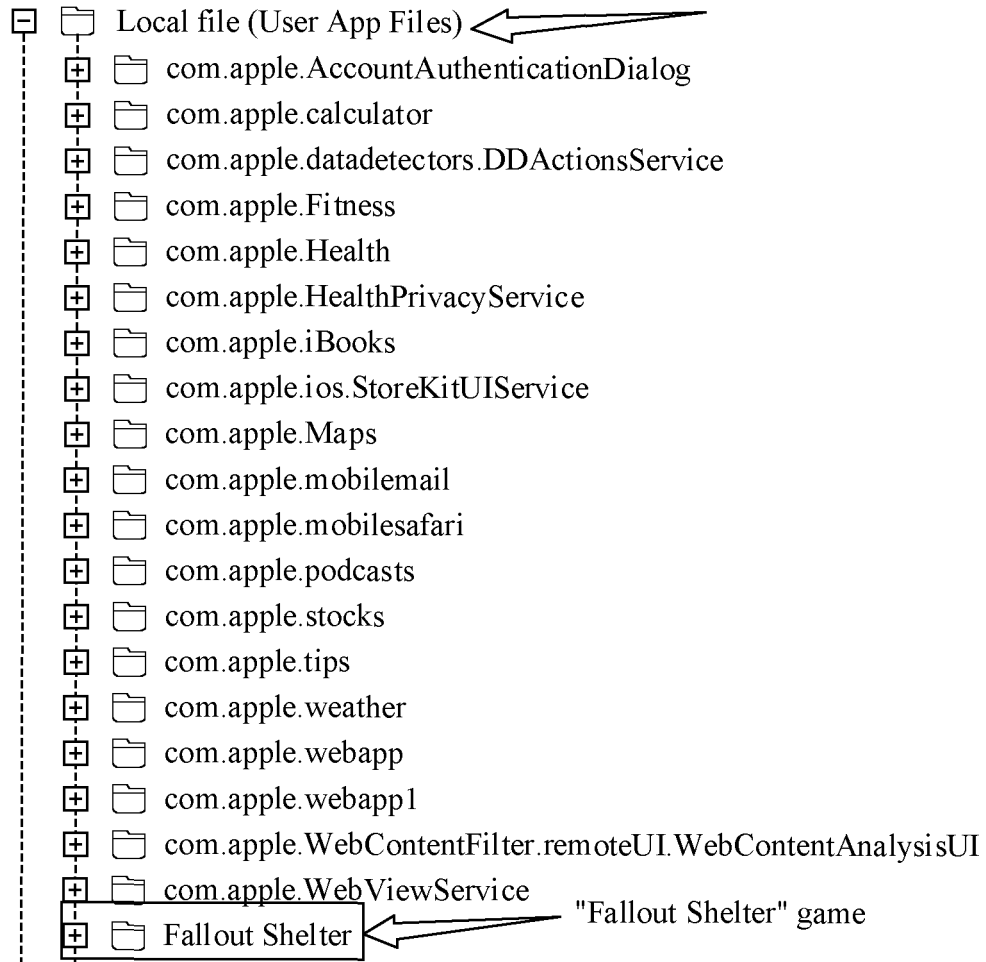 Local file (User App Files)
com.apple.AccountAuthenticationDialog
com.apple.calculator
com.apple.datadetectors.DDActionsService
com.apple.Fitness
com.apple.Health
com.apple.HealthPrivacyService
com.apple.iBooks
com.apple.ios.StoreKitUIService
com.apple.Maps
com.apple.mobilemail
com.apple.mobilesafari
com.apple.podcasts
com.apple.stocks
com.apple.tips
com.apple.weather
com.apple.webapp
com.apple.webapp1
com.apple.WebContentFilter.remoteUI.WebContentAnalysisUI
com.apple.WebViewService
"Fallout Shelter" game
Fallout Shelter